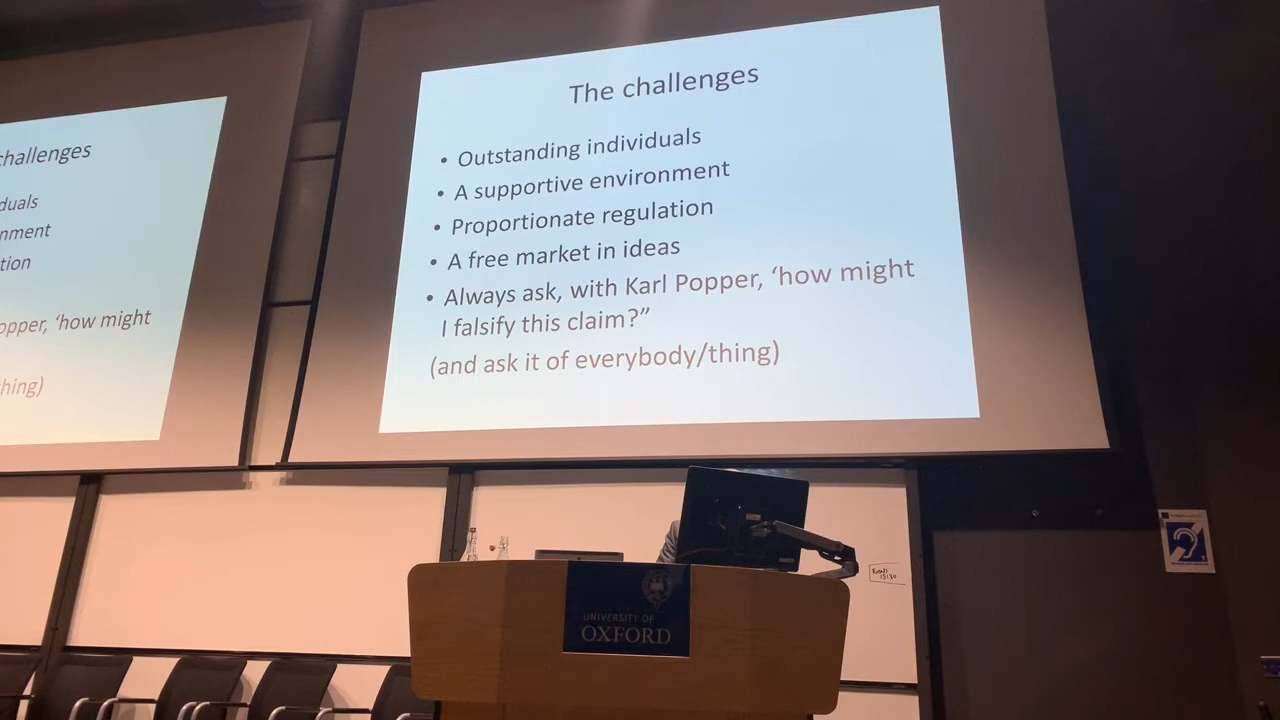 The challenges
• Outstanding individuals
• A supportive environment
• Proportionate regulation
• A free market in ideas
• Always ask, with Karl Popper, ‘how might
I falsify this claim?”
(and ask it of everybody/thing)
challenges
duals
nment
tion
opper, ‘how might
hing)
UNIVERSITY OF
OXFORD